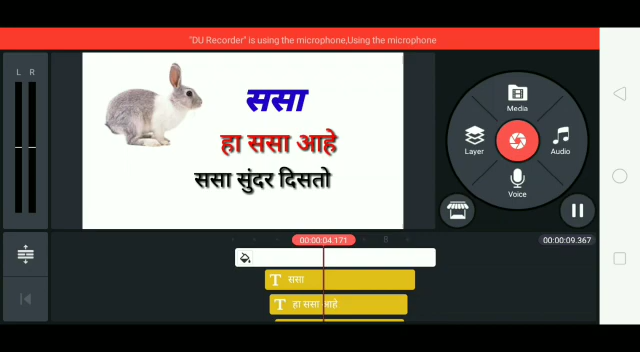 "DU Recorder" is using the microphone,Using the microphone
L R
ससा
हा ससा आहे
ससा सुंदर दिसतो
Media
Layer
Audio
Voice
00:00:04.171
00:00:09.367
T ससा
T हा ससा आहे